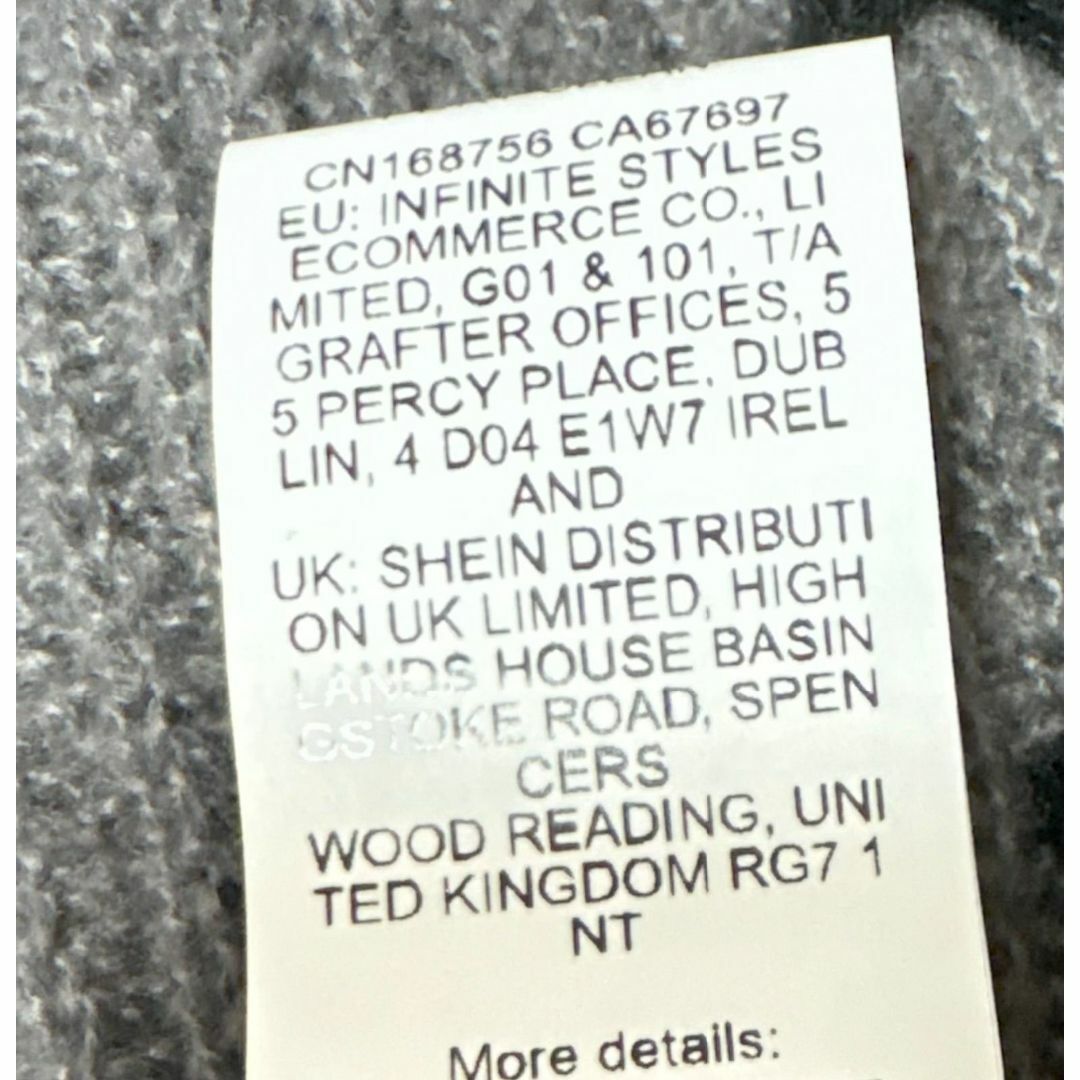 CN168756 CA67697
EU: INFINITE STYLES
ECOMMERCE CO., LI
MITED, G01 & 101, T/A
GRAFTER OFFICES, 5
5 PERCY PLACE, DUB
LIN, 4 D04 E1W7 IREL
AND
UK: SHEIN DISTRIBUTI
ON UK LIMITED, HIGH
LANDS HOUSE BASIN
GSTOKE ROAD, SPEN
CERS
WOOD READING, UNI
TED KINGDOM RG7 1
NT
More details: